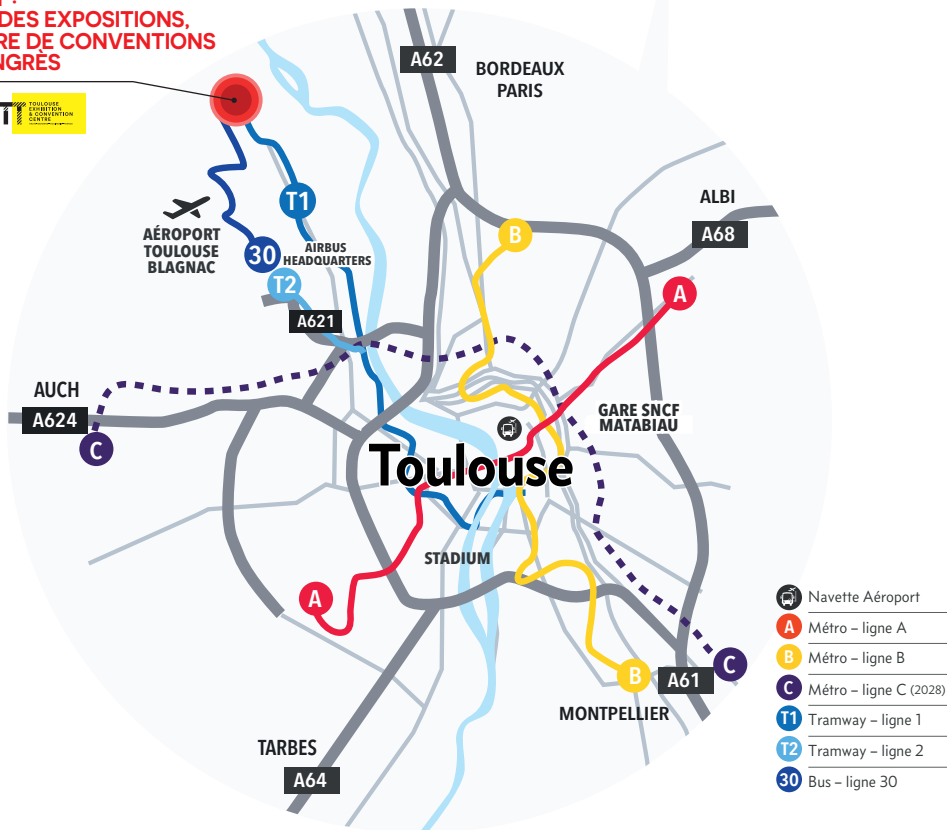 DES EXPOSITIONS,
RE DE CONVENTIONS
NGRÈS
TOULOUSE
EXHIBITION
& CONVENTION
CENTRE
A62
BORDEAUX
PARIS
ALBI
A68
T1
B
AÉROPORT
TOULOUSE
BLAGNAC
30
AIRBUS
HEADQUARTERS
T2
A
A621
AUCH
A624
C
GARE SNCF
MATABIAU
Toulouse
STADIUM
A
B
A61
C
MONTPELLIER
TARBES
A64
Navette Aéroport
A Métro – ligne A
B Métro – ligne B
C Métro – ligne C (2028)
T1 Tramway – ligne 1
T2 Tramway – ligne 2
30 Bus – ligne 30